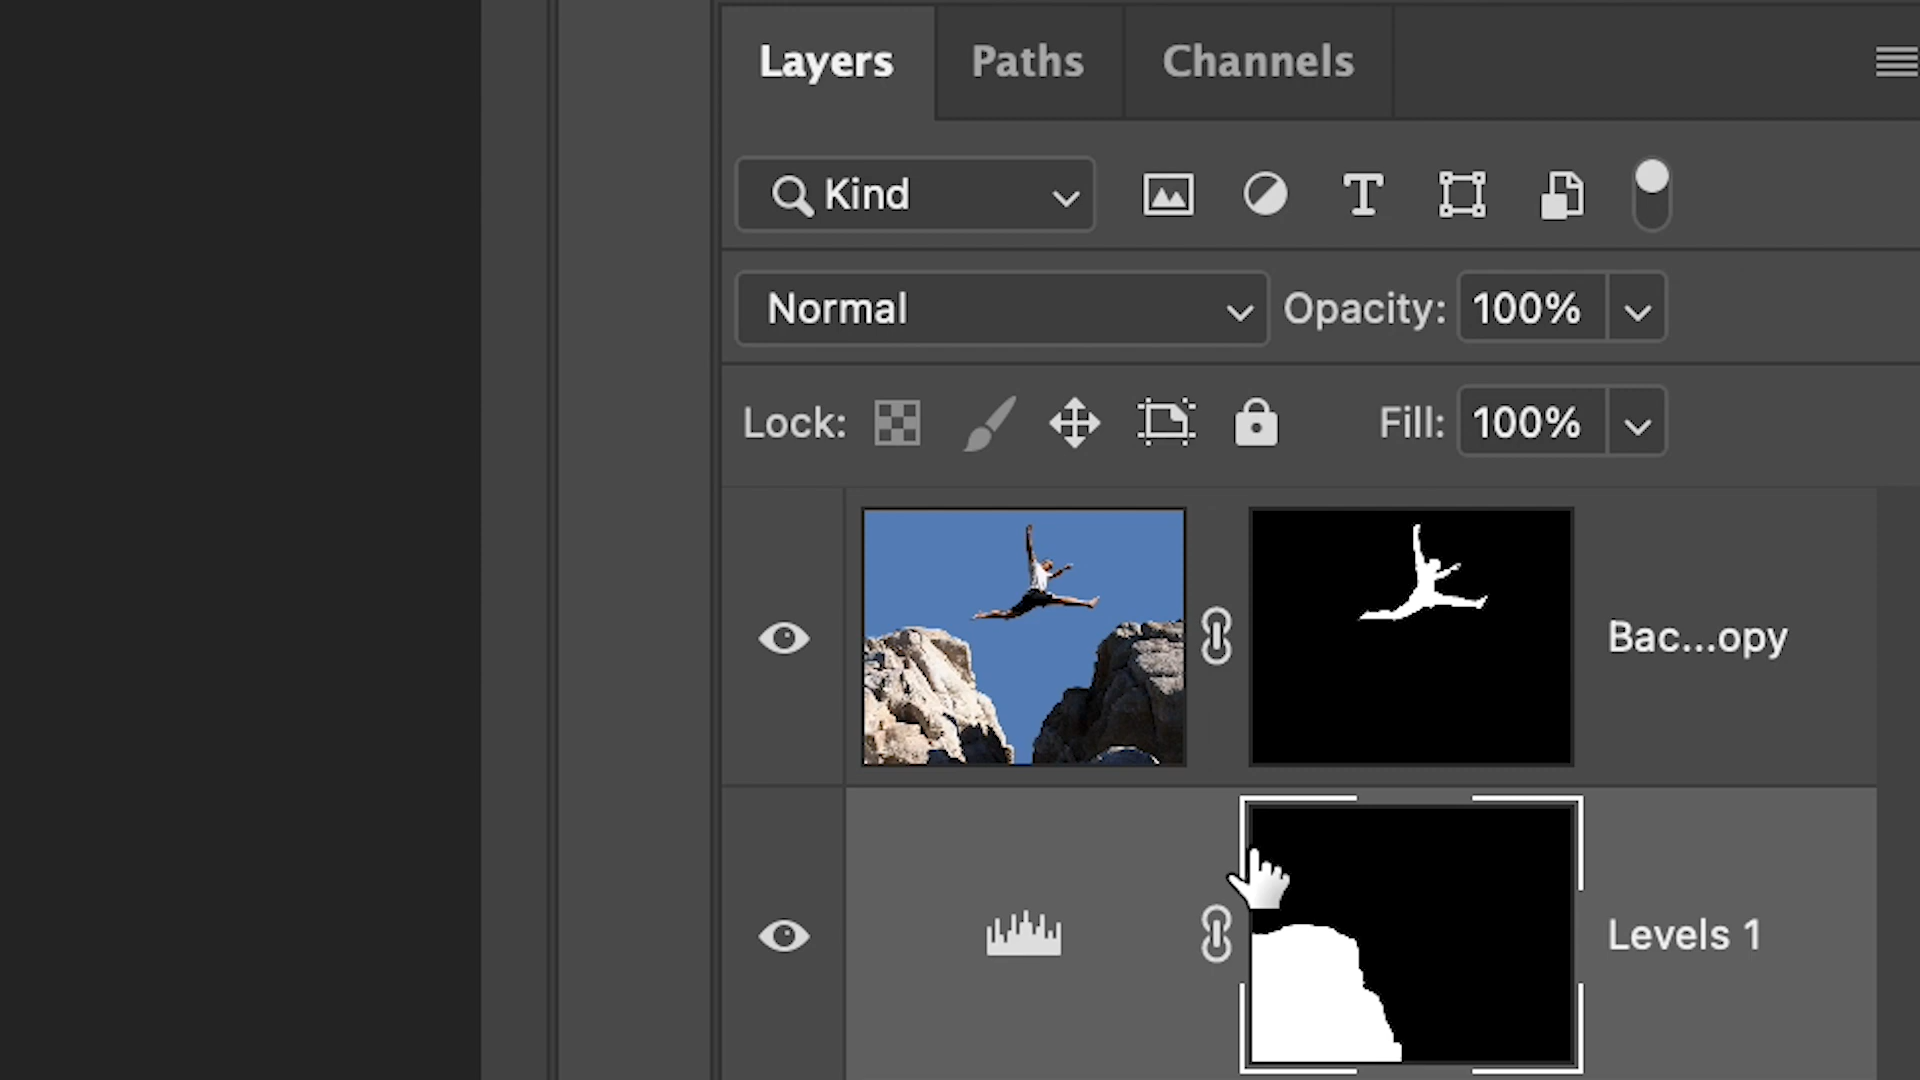 Layers Paths Channels
Kind
Normal Opacity: 100%
Lock: Fill: 100%
Bac...opy
Levels 1